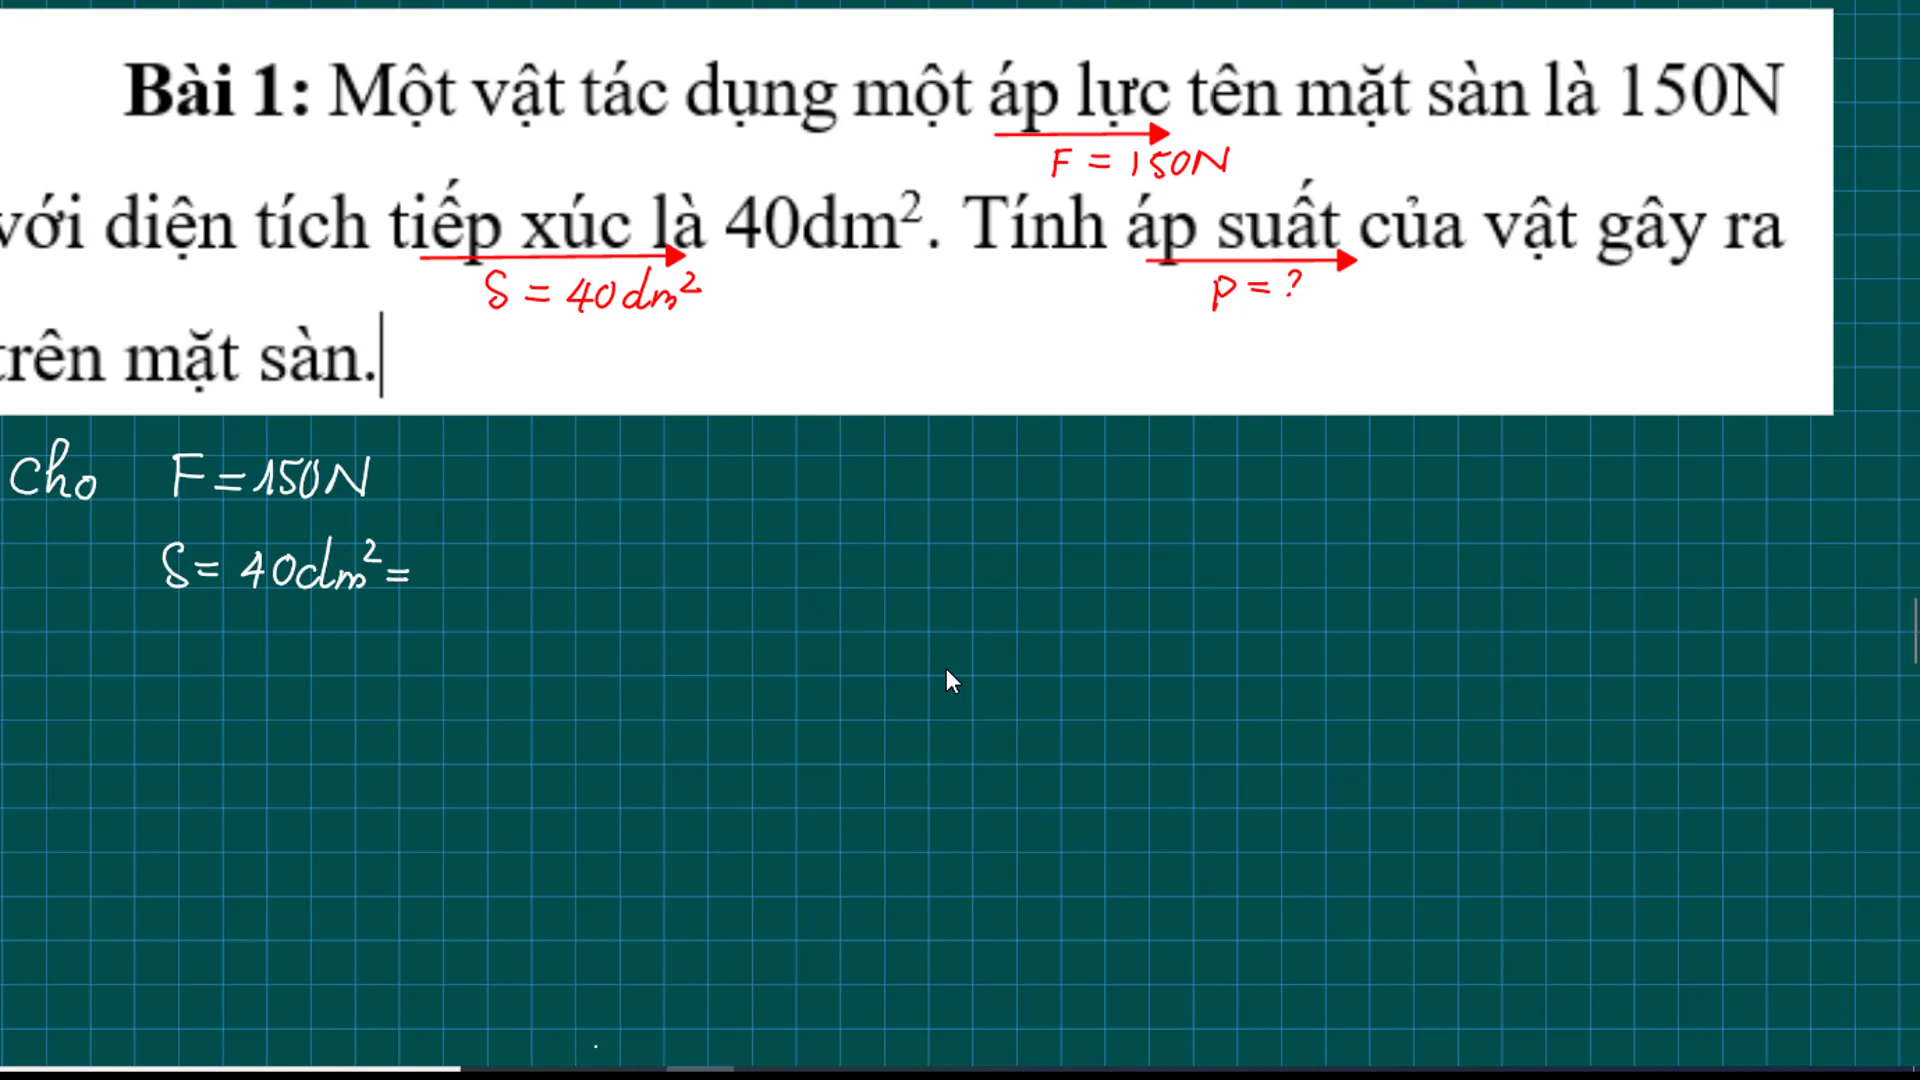 Bài 1: Một vật tác dụng một áp lực tên mặt sàn là 150N
F = 150N
với diện tích tiếp xúc là 40dm². Tính áp suất của vật gây ra
S = 40dm² p = ?
trên mặt sàn.
Cho F = 150N
S = 40dm² =